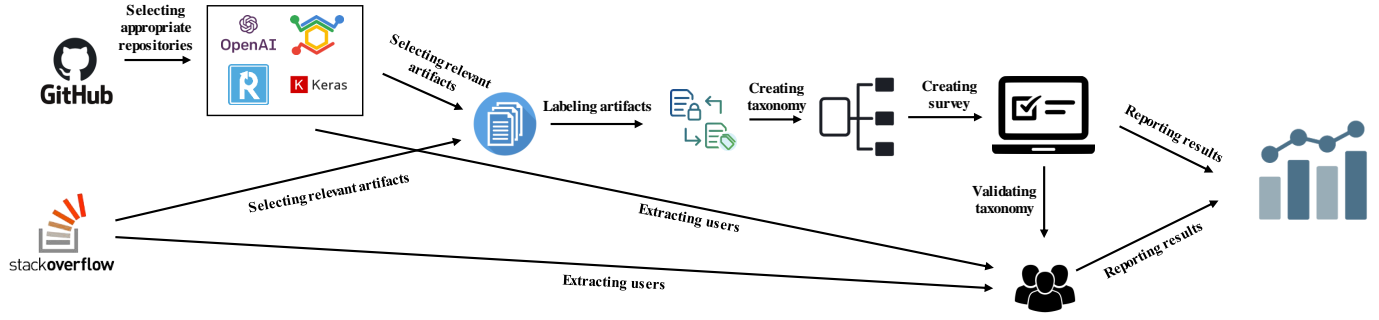 Selecting
appropriate
repositories
GitHub
OpenAI
R
K Keras
Selecting relevant
artifacts
Labeling artifacts
Creating
taxonomy
Creating
survey
Reporting results
Validating
taxonomy
Selecting relevant artifacts
Extracting users
stackoverflow
Extracting users
Reporting results